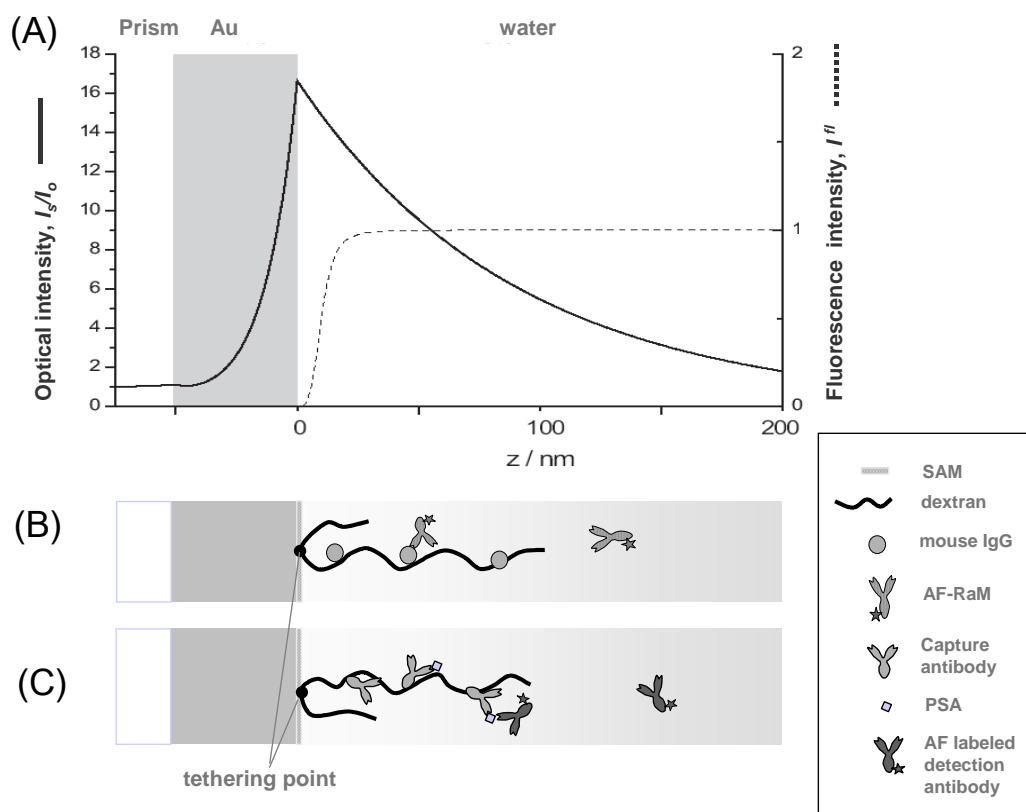 (A)
Prism Au water
18
16
14
12
10
8
6
4
2
0
Optical intensity, Is/Io
2
1
0
Fluorescence intensity, I fl
0 100 200
z / nm
(B)
(C)
tethering point
SAM
dextran
mouse IgG
AF-RaM
Capture
antibody
PSA
AF labeled
detection
antibody